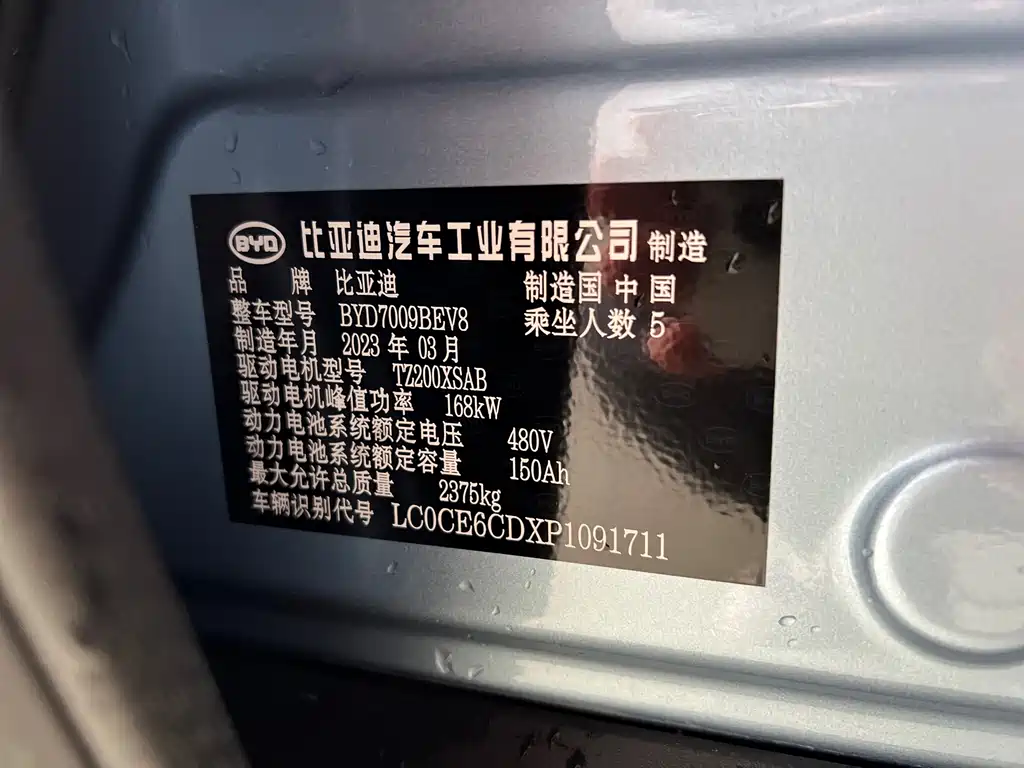 BYD 比亚迪汽车工业有限公司 制造
品 牌 比亚迪 制造国 中国
整车型号 BYD7009BEV8 乘坐人数 5
制造年月 2023 年 03 月
驱动电机型号 TZ200XSAB
驱动电机峰值功率 168kW
动力电池系统额定电压 480V
动力电池系统额定容量 150Ah
最大允许总质量 2375kg
车辆识别代号 LC0CE6CDXP1091711